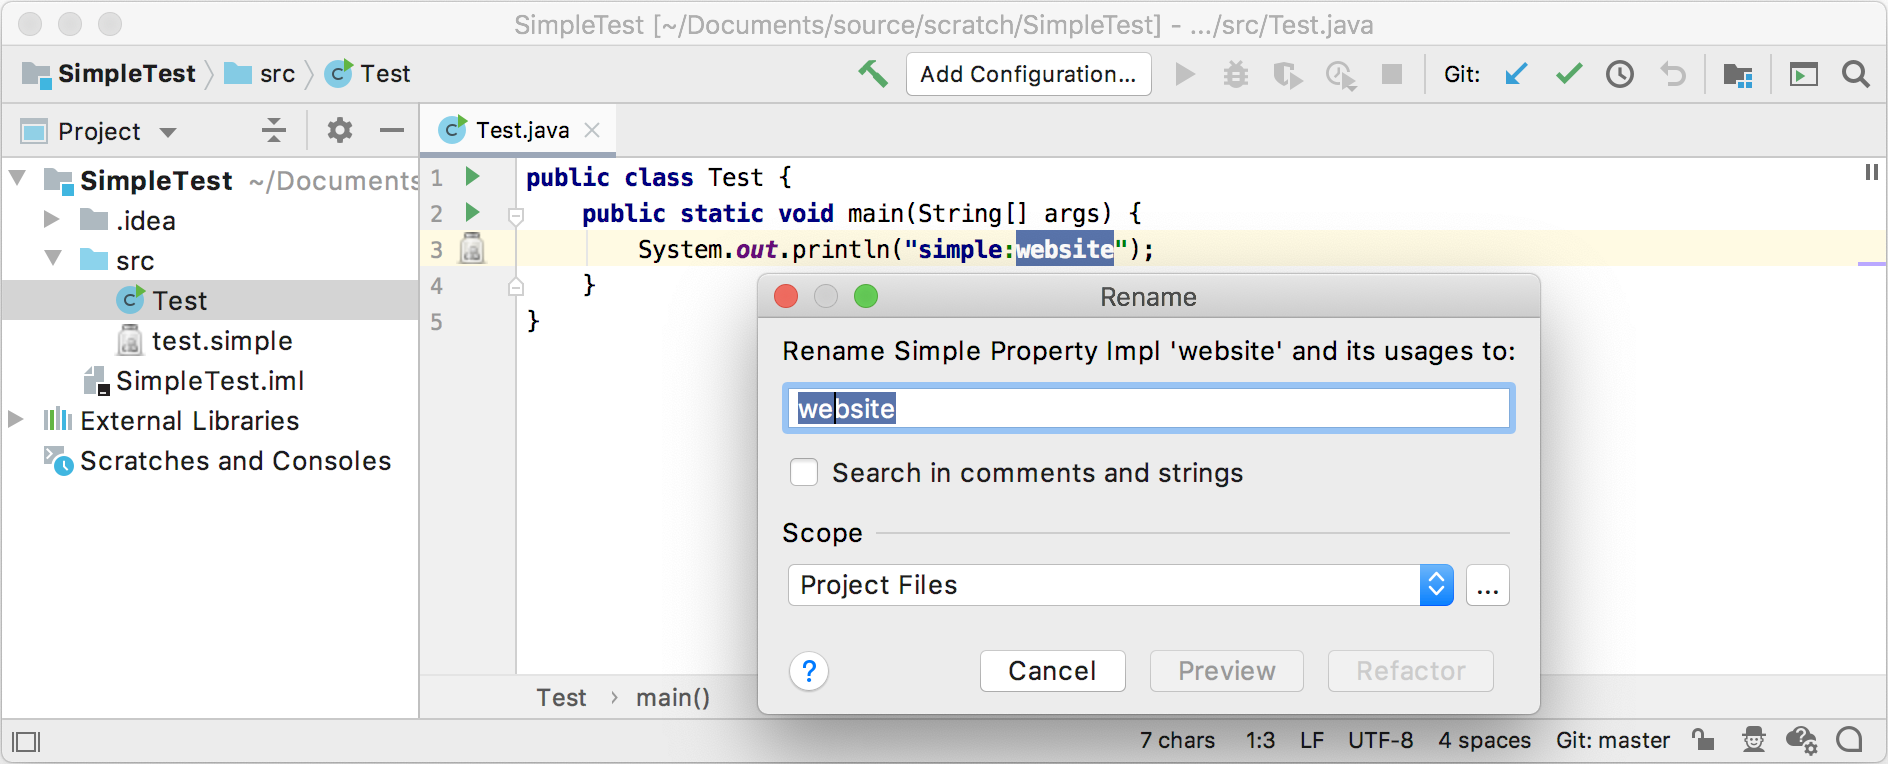 SimpleTest [~/Documents/source/scratch/SimpleTest] - .../src/Test.java
SimpleTest src Test Add Configuration... Git:
Project
Test.java
SimpleTest ~/Documents
.idea
src
Test
test.simple
SimpleTest.iml
External Libraries
Scratches and Consoles
1 public class Test {
2 public static void main(String[] args) {
3 System.out.println("simple:website");
4 }
5 }
Rename
Rename Simple Property Impl 'website' and its usages to:
website
Search in comments and strings
Scope
Project Files
...
? Cancel Preview Refactor
Test › main()
7 chars 1:3 LF UTF-8 4 spaces Git: master